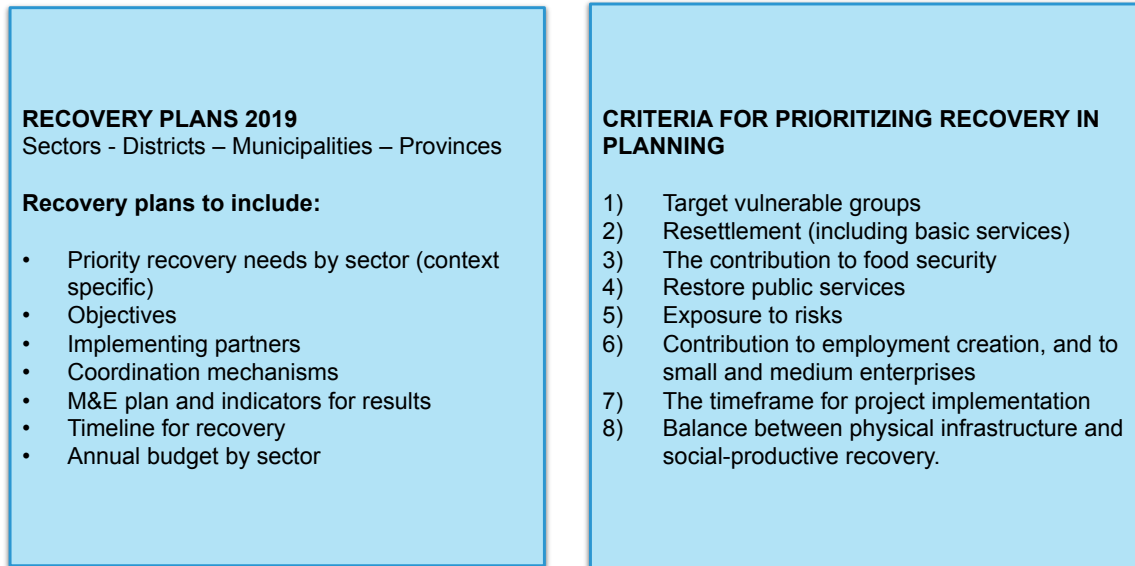 RECOVERY PLANS 2019
Sectors - Districts – Municipalities – Provinces
Recovery plans to include:
• Priority recovery needs by sector (context
specific)
• Objectives
• Implementing partners
• Coordination mechanisms
• M&E plan and indicators for results
• Timeline for recovery
• Annual budget by sector
CRITERIA FOR PRIORITIZING RECOVERY IN
PLANNING
1) Target vulnerable groups
2) Resettlement (including basic services)
3) The contribution to food security
4) Restore public services
5) Exposure to risks
6) Contribution to employment creation, and to
small and medium enterprises
7) The timeframe for project implementation
8) Balance between physical infrastructure and
social-productive recovery.